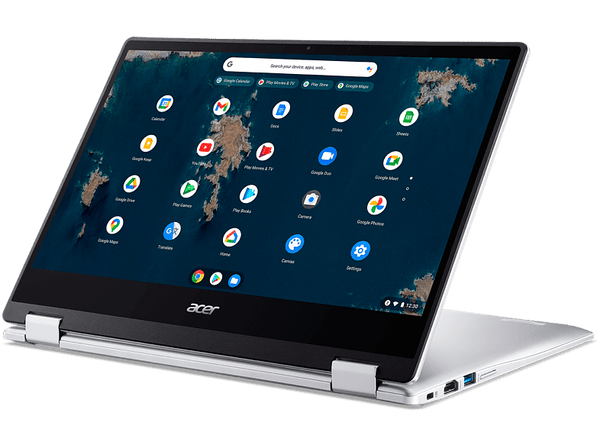 Search your device, apps, web...
Google Calendar
Play Movies & TV
Play Store
Google Maps
Calendar
Gmail
Docs
Slides
Sheets
Google Keep
YouTube
Play Movies & TV
Google Duo
Google Meet
Google Drive
Play Games
Play Books
Camera
Google Photos
Google Maps
Translate
Home
Canvas
Settings
12:30
acer